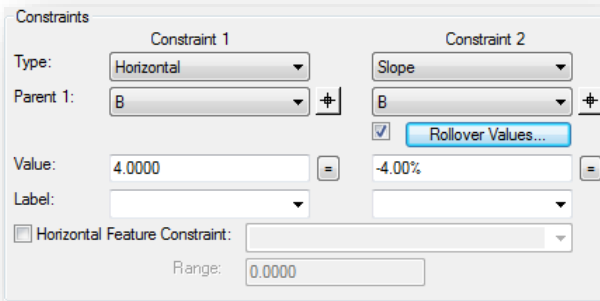 Constraints
Constraint 1 Constraint 2
Type: Horizontal Slope
Parent 1: B B
Rollover Values...
Value: 4.0000 = -4.00% =
Label:
Horizontal Feature Constraint:
Range: 0.0000